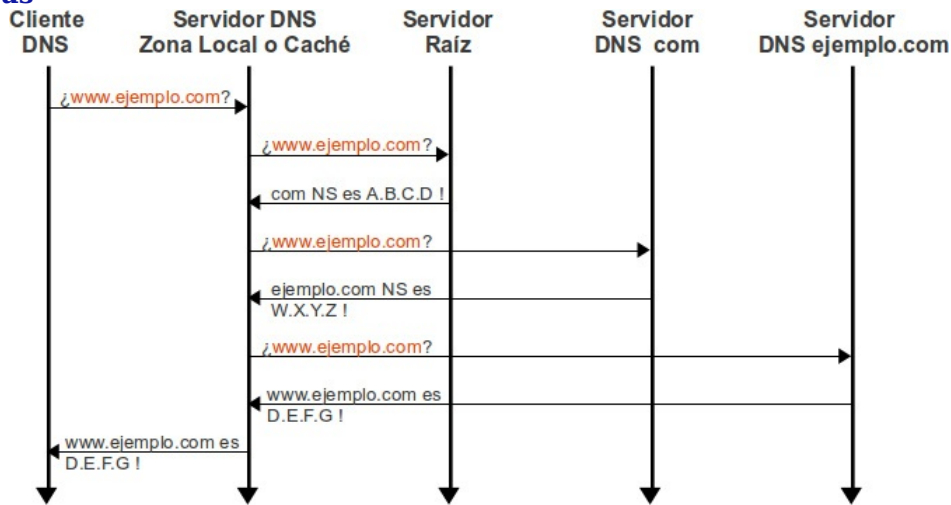 Cliente
DNS
Servidor DNS
Zona Local o Caché
Servidor
Raíz
Servidor
DNS com
Servidor
DNS ejemplo.com
¿www.ejemplo.com?
¿www.ejemplo.com?
com NS es A.B.C.D !
¿www.ejemplo.com?
ejemplo.com NS es
W.X.Y.Z !
¿www.ejemplo.com?
www.ejemplo.com es
D.E.F.G !
www.ejemplo.com es
D.E.F.G !